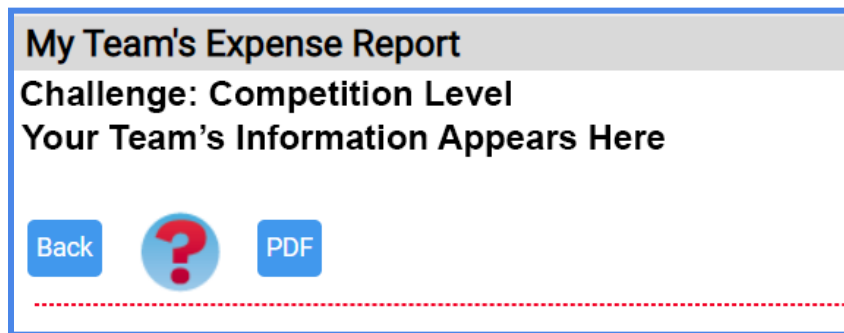 My Team's Expense Report
Challenge: Competition Level
Your Team’s Information Appears Here
Back ? PDF